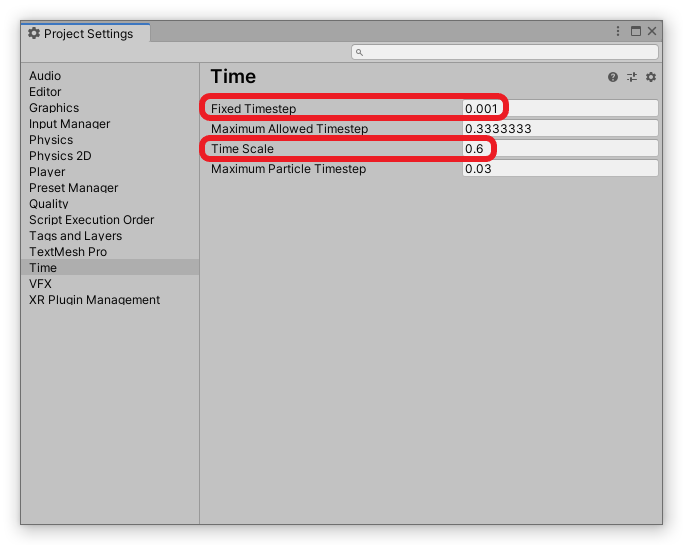 Project Settings
Time
Audio
Editor
Graphics
Input Manager
Physics
Physics 2D
Player
Preset Manager
Quality
Script Execution Order
Tags and Layers
TextMesh Pro
Time
VFX
XR Plugin Management
Fixed Timestep 0.001
Maximum Allowed Timestep 0.3333333
Time Scale 0.6
Maximum Particle Timestep 0.03